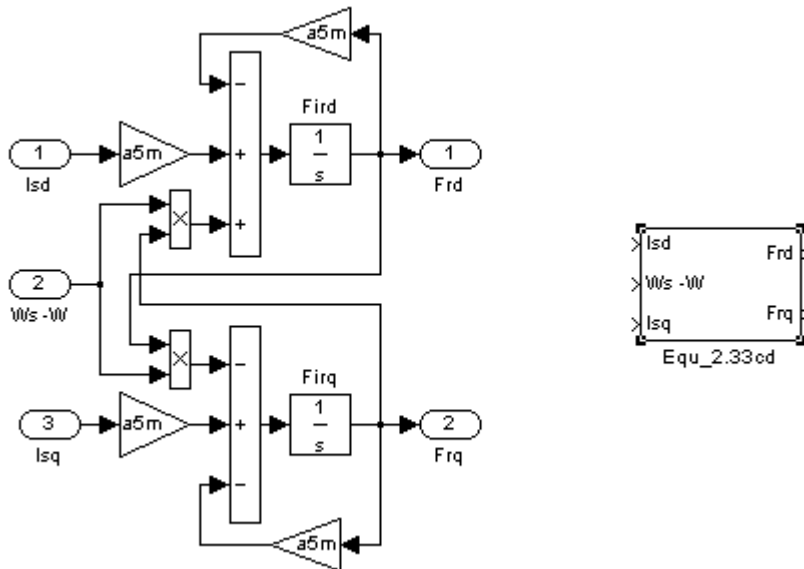 a5m
−
Fird
1
a5m
+
1
s
1
Isd
Frd
×
+
2
Ws -W
×
−
Firq
3
a5m
+
1
s
2
Isq
Frq
−
a5m
Isd
Frd
Ws -W
Isq
Frq
Equ_2.33cd